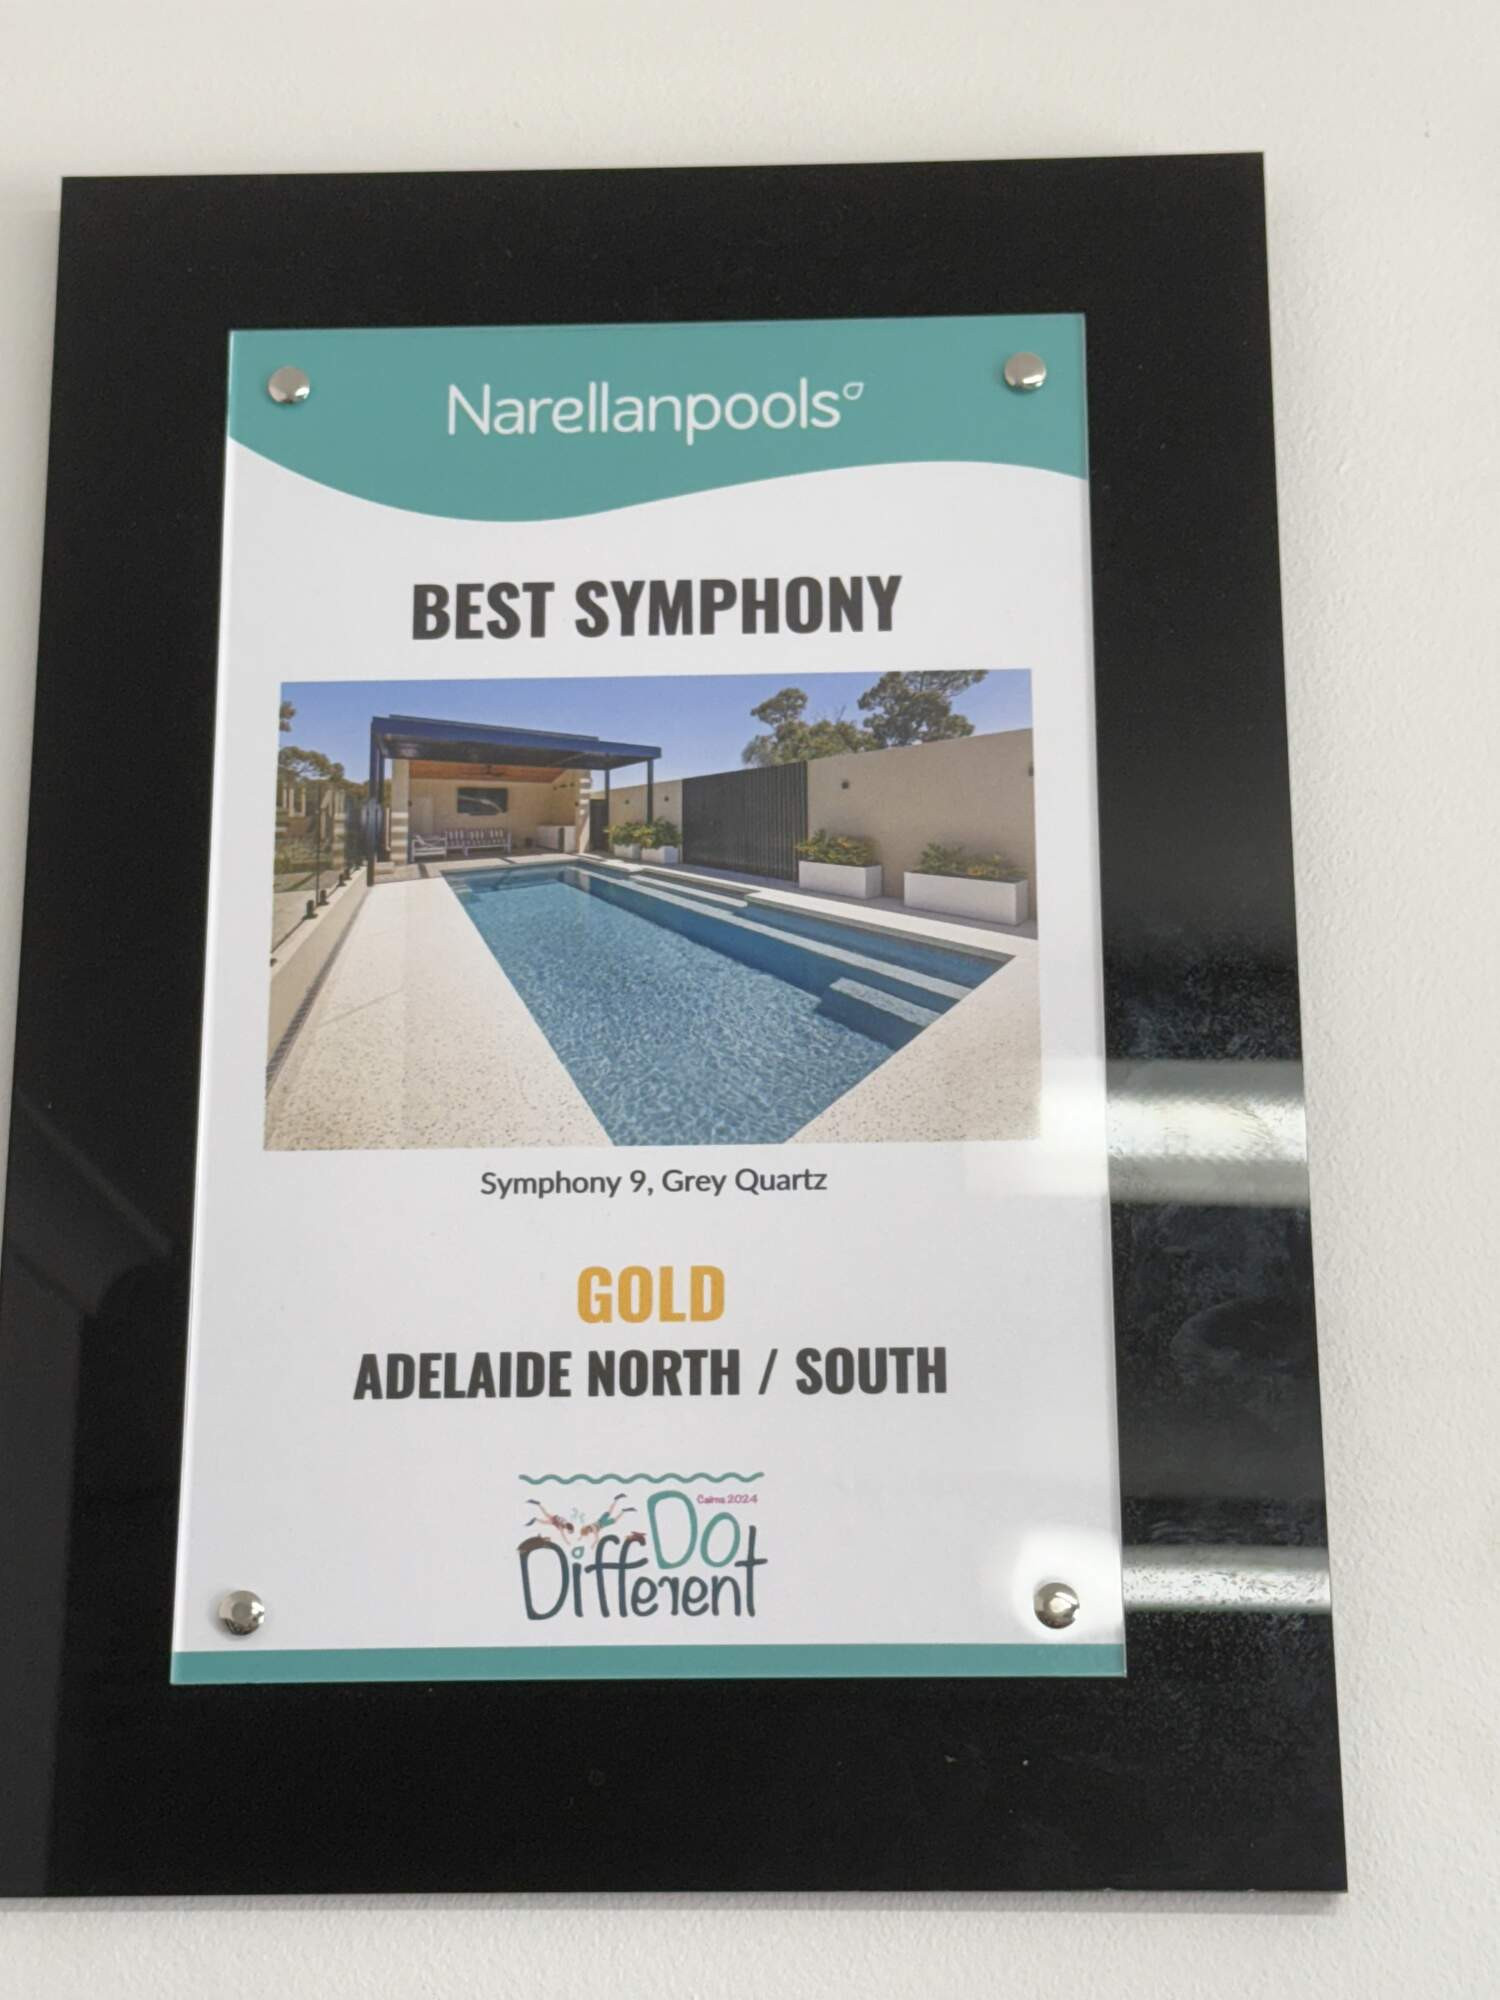 Narellanpools
BEST SYMPHONY
Symphony 9, Grey Quartz
GOLD
ADELAIDE NORTH / SOUTH
Cairns 2024
Do
Different